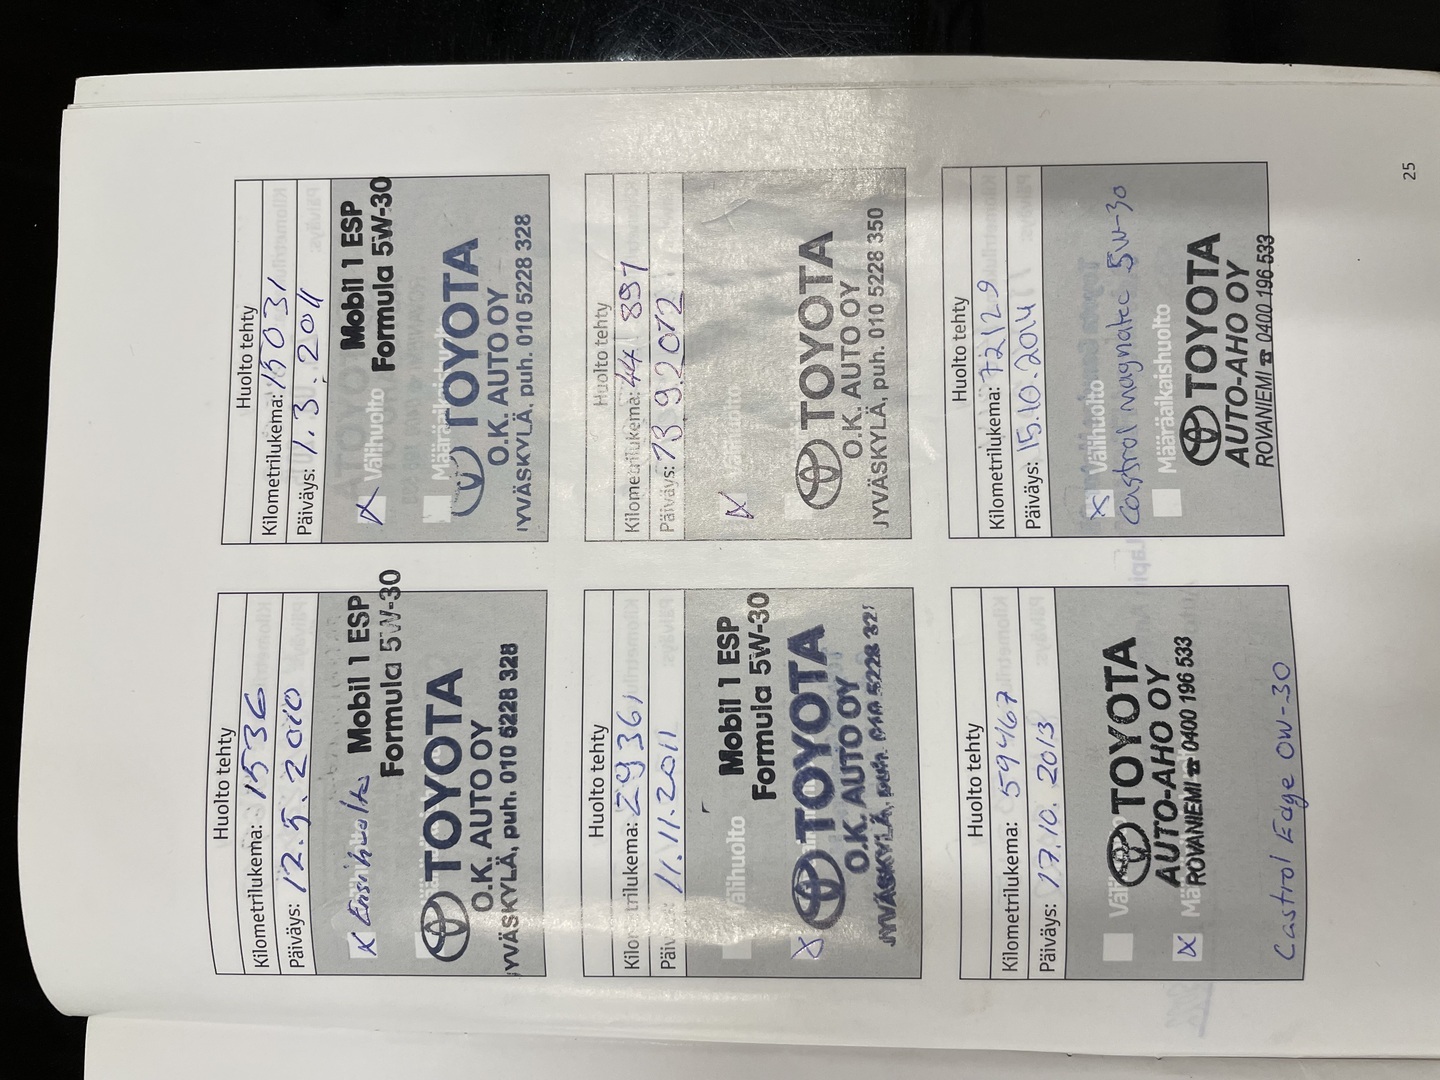 Huolto tehty
Kilometrilukema: 1536
Päiväys: 12.5.2010
x Ensihuolto
Mobil 1 ESP
Formula 5W-30
TOYOTA
O.K. AUTO OY
JYVÄSKYLÄ, puh. 010 5228 328
Huolto tehty
Kilometrilukema: 15031
Päiväys: 1.3.2011
x Välihuolto
Mobil 1 ESP
Formula 5W-30
TOYOTA
O.K. AUTO OY
JYVÄSKYLÄ, puh. 010 5228 328
Huolto tehty
Kilometrilukema: 29361
Päiväys: 11.11.2011
Välihuolto
Mobil 1 ESP
Formula 5W-30
x
TOYOTA
O.K. AUTO OY
JYVÄSKYLÄ, puh. 010 5228 32
Huolto tehty
Kilometrilukema: 44 891
Päiväys: 13.9.2012
x Välihuolto
TOYOTA
O.K. AUTO OY
JYVÄSKYLÄ, puh. 010 5228 350
Huolto tehty
Kilometrilukema: 59467
Päiväys: 17.10.2013
x
TOYOTA
AUTO-AHO OY
ROVANIEMI ☎ 0400 196 533
Castrol Edge 0W-30
Huolto tehty
Kilometrilukema: 72129
Päiväys: 15.10.2014
x Välihuolto
Castrol magnatec 5W-30
Määräaikaishuolto
TOYOTA
AUTO-AHO OY
ROVANIEMI ☎ 0400 196 533
25